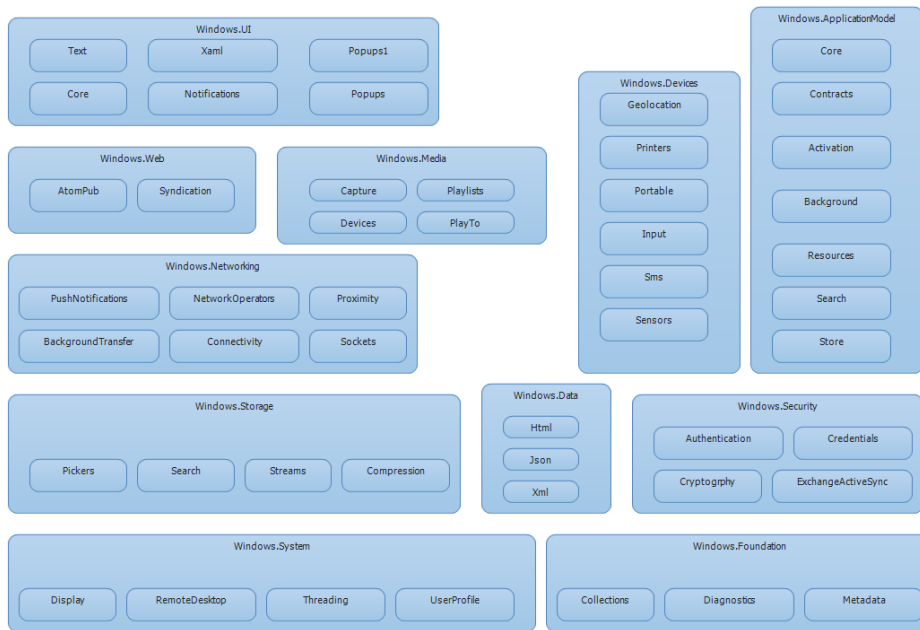 Windows.UI
Text
Xaml
Popups1
Core
Notifications
Popups
Windows.Web
AtomPub
Syndication
Windows.Media
Capture
Playlists
Devices
PlayTo
Windows.Devices
Geolocation
Printers
Portable
Input
Sms
Sensors
Windows.ApplicationModel
Core
Contracts
Activation
Background
Resources
Search
Store
Windows.Networking
PushNotifications
NetworkOperators
Proximity
BackgroundTransfer
Connectivity
Sockets
Windows.Storage
Pickers
Search
Streams
Compression
Windows.Data
Html
Json
Xml
Windows.Security
Authentication
Credentials
Cryptogrphy
ExchangeActiveSync
Windows.System
Display
RemoteDesktop
Threading
UserProfile
Windows.Foundation
Collections
Diagnostics
Metadata